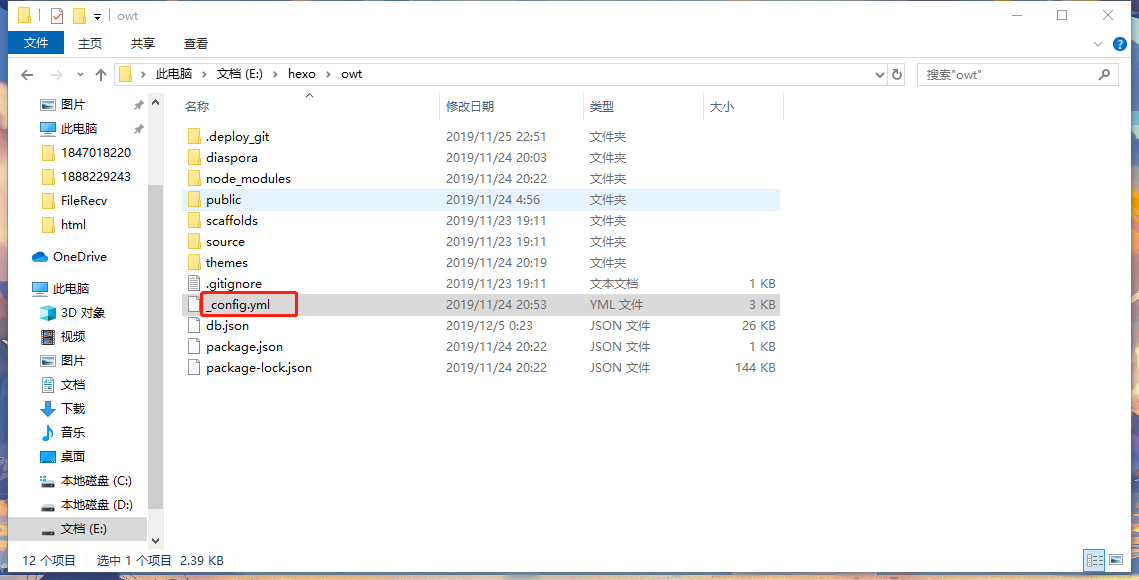 owt
文件 主页 共享 查看
此电脑 文档 (E:) hexo owt
搜索"owt"
图片
此电脑
1847018220
1888229243
FileRecv
html
OneDrive
此电脑
3D 对象
视频
图片
文档
下载
音乐
桌面
本地磁盘 (C:)
本地磁盘 (D:)
文档 (E:)
名称 修改日期 类型 大小
.deploy_git 2019/11/25 22:51 文件夹
diaspora 2019/11/24 20:03 文件夹
node_modules 2019/11/24 20:22 文件夹
public 2019/11/24 4:56 文件夹
scaffolds 2019/11/23 19:11 文件夹
source 2019/11/23 19:11 文件夹
themes 2019/11/24 20:19 文件夹
.gitignore 2019/11/23 19:11 文本文档 1 KB
_config.yml 2019/11/24 20:53 YML 文件 3 KB
db.json 2019/12/5 0:23 JSON 文件 26 KB
package.json 2019/11/24 20:22 JSON 文件 1 KB
package-lock.json 2019/11/24 20:22 JSON 文件 144 KB
12 个项目 选中 1 个项目 2.39 KB